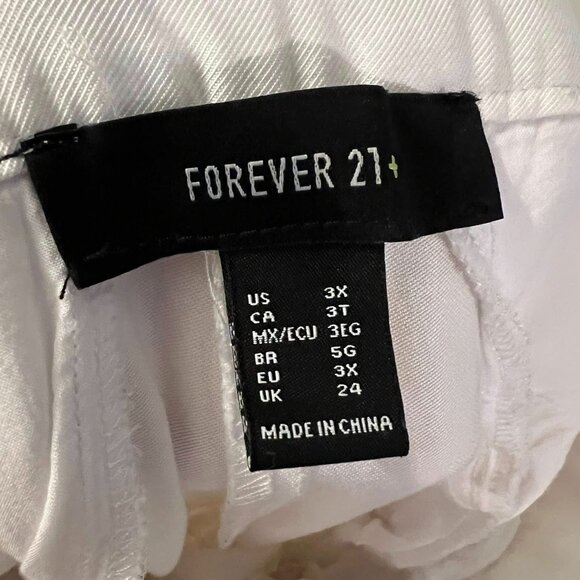 FOREVER 21+
US 3X
CA 3T
MX/ECU 3EG
BR 5G
EU 3X
UK 24
MADE IN CHINA